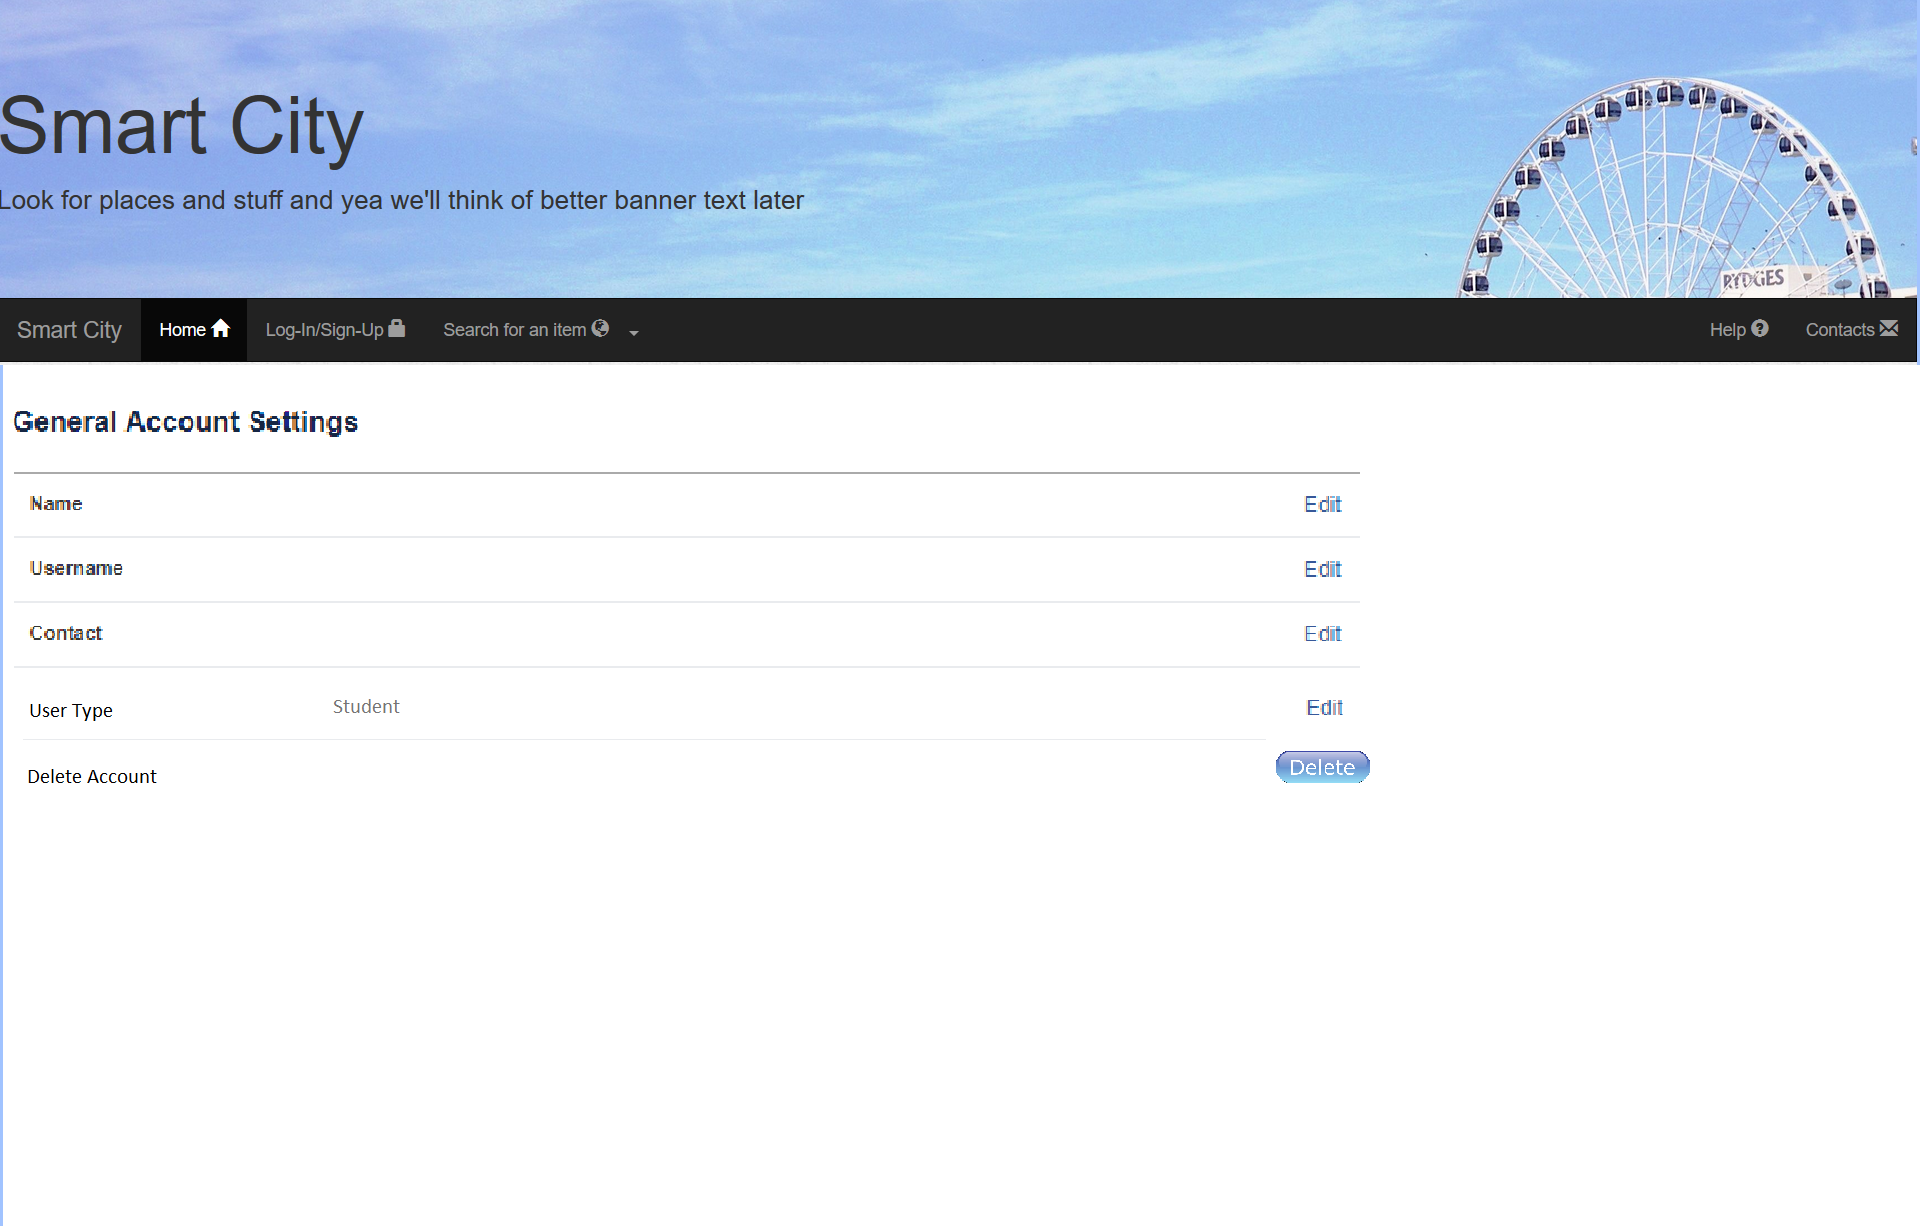 Smart City
Look for places and stuff and yea we'll think of better banner text later
RYDGES
Smart City Home Log-In/Sign-Up Search for an item Help Contacts
General Account Settings
Name Edit
Username Edit
Contact Edit
User Type Student Edit
Delete Account Delete